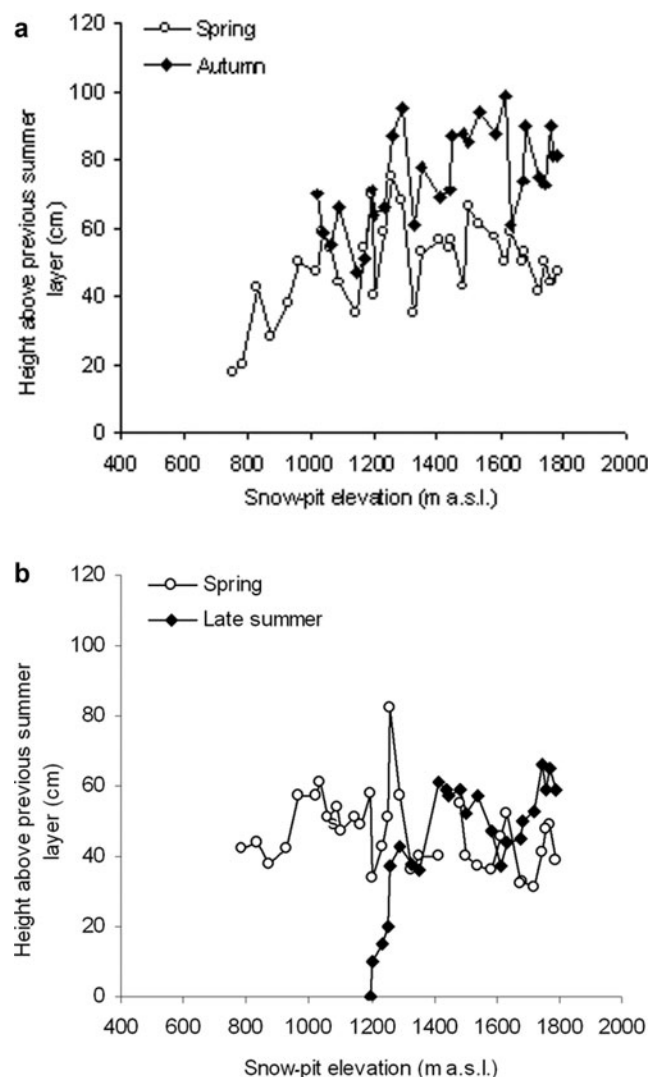 a
Spring
Autumn
120
100
80
60
40
20
0
Height above previous summer
layer (cm)
400 600 800 1000 1200 1400 1600 1800 2000
Snow-pit elevation (m a.s.l.)
b
Spring
Late summer
120
100
80
60
40
20
0
Height above previous summer
layer (cm)
400 600 800 1000 1200 1400 1600 1800 2000
Snow-pit elevation (m a.s.l.)